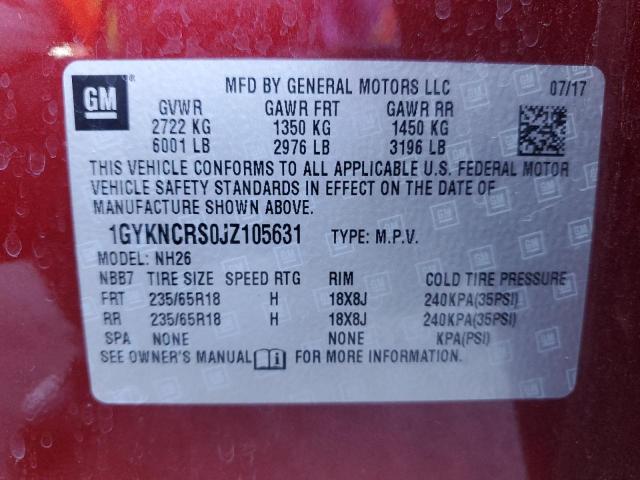 GM ® MFD BY GENERAL MOTORS LLC 07/17
GVWR GAWR FRT GAWR RR
2722 KG 1350 KG 1450 KG
6001 LB 2976 LB 3196 LB
THIS VEHICLE CONFORMS TO ALL APPLICABLE U.S. FEDERAL MOTOR
VEHICLE SAFETY STANDARDS IN EFFECT ON THE DATE OF
MANUFACTURE SHOWN ABOVE.
1GYKNCRS0JZ105631 TYPE: M.P.V.
MODEL: NH26
NBB7 TIRE SIZE SPEED RTG RIM COLD TIRE PRESSURE
FRT 235/65R18 H 18X8J 240KPA(35PSI)
RR 235/65R18 H 18X8J 240KPA(35PSI)
SPA NONE NONE KPA(PSI)
SEE OWNER'S MANUAL i FOR MORE INFORMATION.